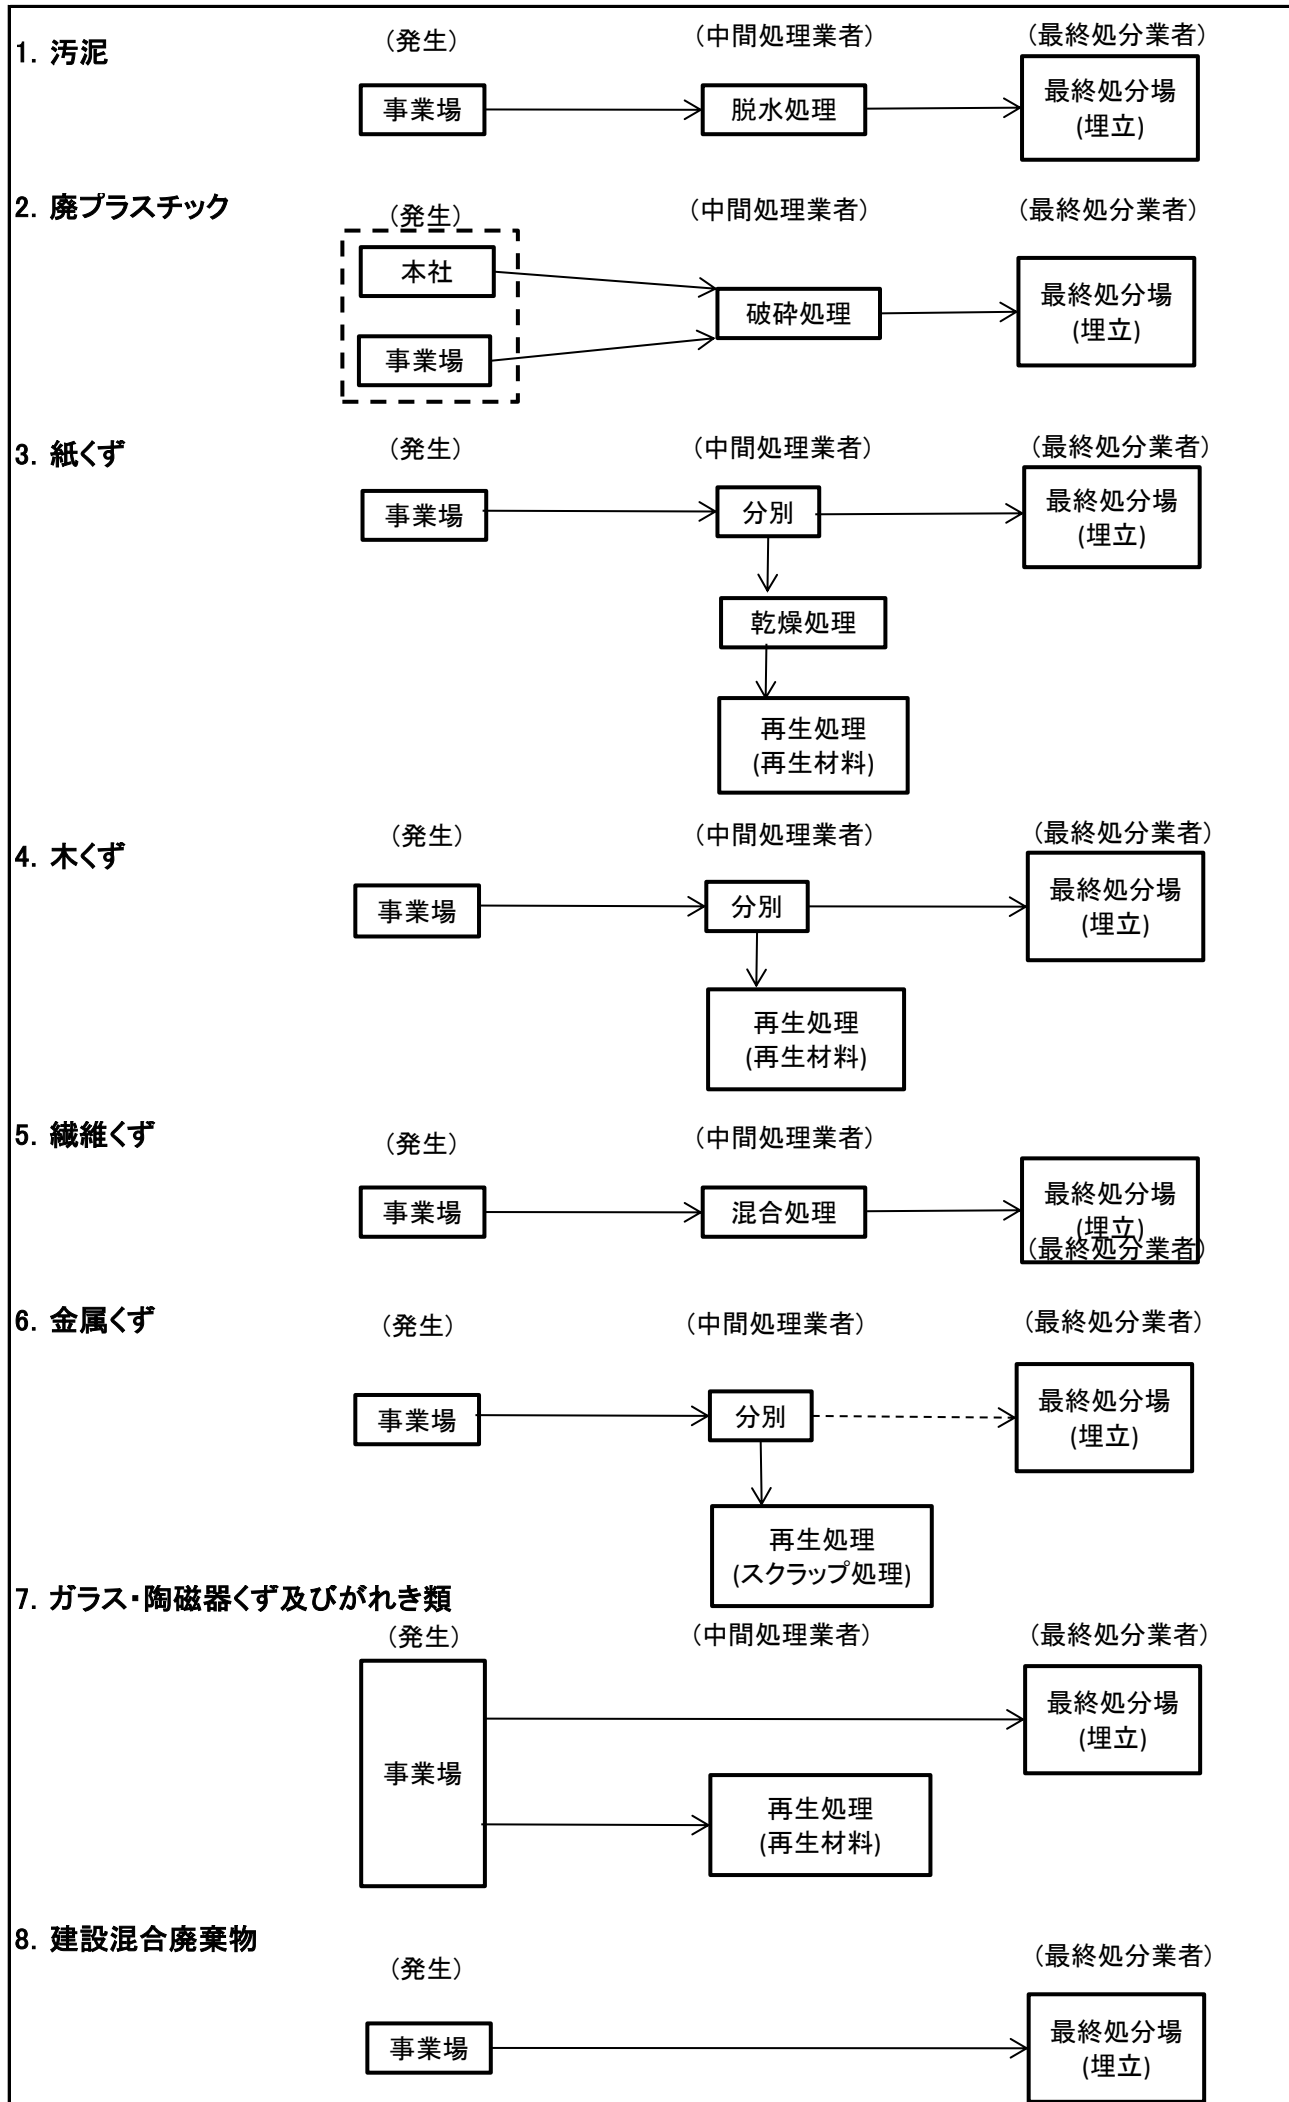 1. 汚泥
(発生)
(中間処理業者)
(最終処分業者)
事業場
脱水処理
最終処分場
(埋立)
2. 廃プラスチック
(発生)
(中間処理業者)
(最終処分業者)
本社
事業場
破砕処理
最終処分場
(埋立)
3. 紙くず
(発生)
(中間処理業者)
(最終処分業者)
事業場
分別
最終処分場
(埋立)
乾燥処理
再生処理
(再生材料)
4. 木くず
(発生)
(中間処理業者)
(最終処分業者)
事業場
分別
最終処分場
(埋立)
再生処理
(再生材料)
5. 繊維くず
(発生)
(中間処理業者)
事業場
混合処理
最終処分場
(埋立)
(最終処分業者)
6. 金属くず
(発生)
(中間処理業者)
(最終処分業者)
事業場
分別
最終処分場
(埋立)
再生処理
(スクラップ処理)
7. ガラス・陶磁器くず及びがれき類
(発生)
(中間処理業者)
(最終処分業者)
事業場
最終処分場
(埋立)
再生処理
(再生材料)
8. 建設混合廃棄物
(発生)
(最終処分業者)
事業場
最終処分場
(埋立)